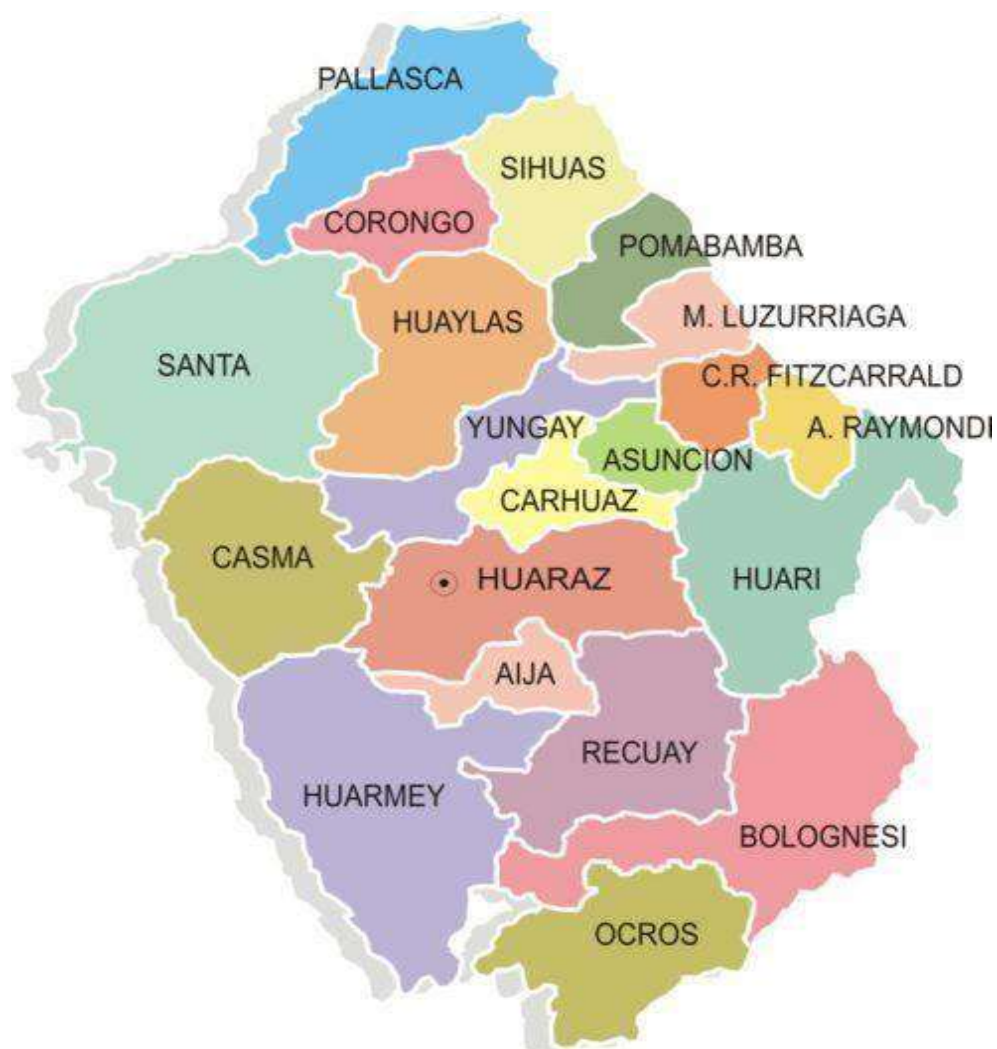 PALLASCA
SIHUAS
CORONGO
POMABAMBA
M. LUZURRIAGA
HUAYLAS
SANTA
C.R. FITZCARRALD
YUNGAY
A. RAYMONDI
ASUNCION
CARHUAZ
CASMA
HUARAZ
HUARI
AIJA
RECUAY
HUARMEY
BOLOGNESI
OCROS